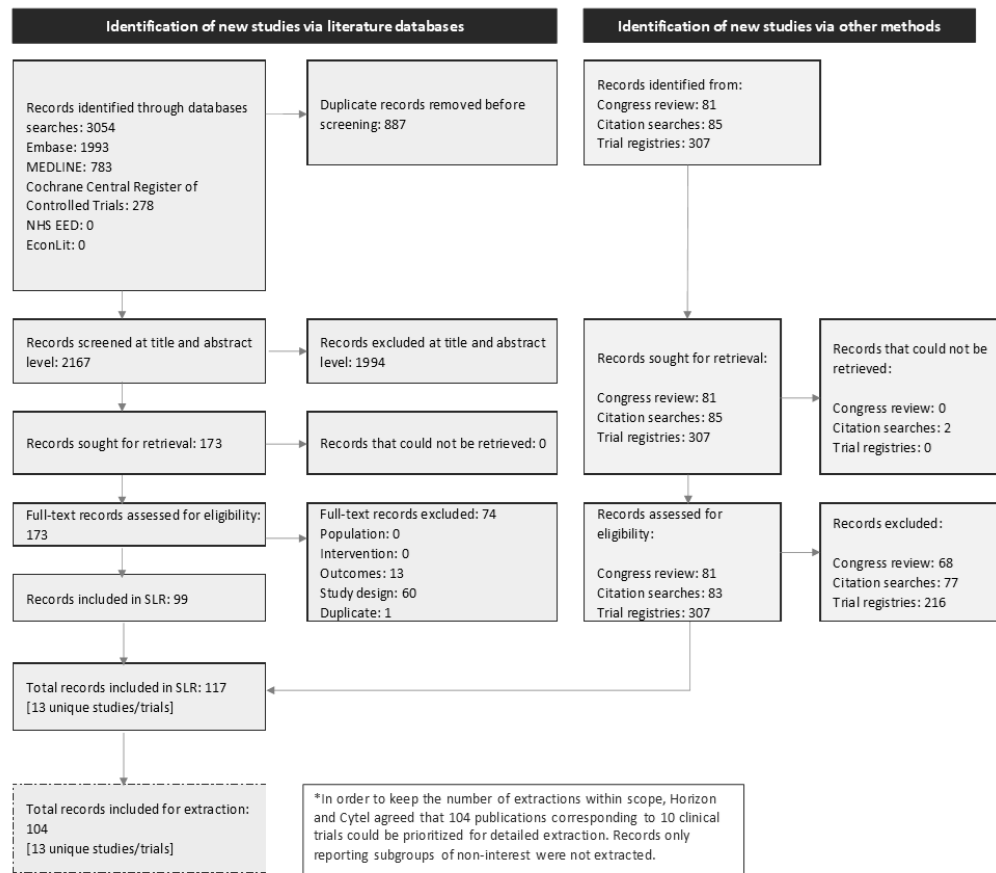 Identification of new studies via literature databases
Identification of new studies via other methods
Records identified through databases
searches: 3054
Embase: 1993
MEDLINE: 783
Cochrane Central Register of
Controlled Trials: 278
NHS EED: 0
EconLit: 0
Duplicate records removed before
screening: 887
Records identified from:
Congress review: 81
Citation searches: 85
Trial registries: 307
Records screened at title and abstract
level: 2167
Records excluded at title and abstract
level: 1994
Records sought for retrieval:
Congress review: 81
Citation searches: 85
Trial registries: 307
Records that could not be
retrieved:
Congress review: 0
Citation searches: 2
Trial registries: 0
Records sought for retrieval: 173
Records that could not be retrieved: 0
Full-text records assessed for eligibility:
173
Full-text records excluded: 74
Population: 0
Intervention: 0
Outcomes: 13
Study design: 60
Duplicate: 1
Records assessed for
eligibility:
Congress review: 81
Citation searches: 83
Trial registries: 307
Records excluded:
Congress review: 68
Citation searches: 77
Trial registries: 216
Records included in SLR: 99
Total records included in SLR: 117
[13 unique studies/trials]
Total records included for extraction:
104
[13 unique studies/trials]
*In order to keep the number of extractions within scope, Horizon
and Cytel agreed that 104 publications corresponding to 10 clinical
trials could be prioritized for detailed extraction. Records only
reporting subgroups of non-interest were not extracted.